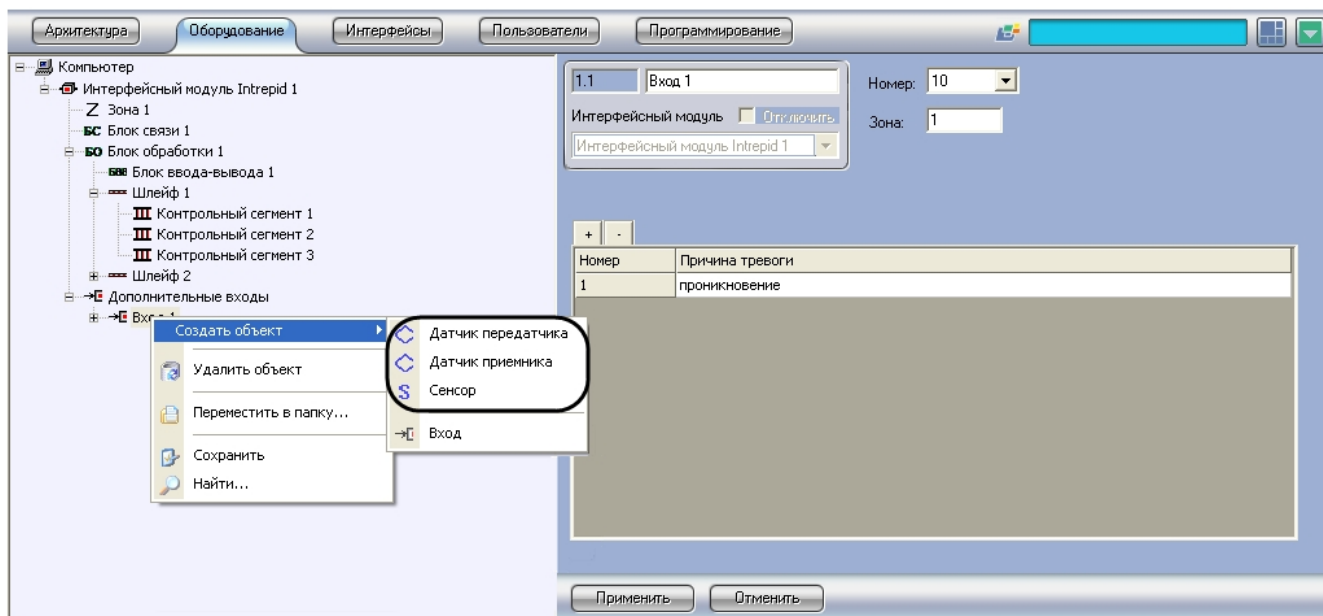 Архитектура
Оборудование
Интерфейсы
Пользователи
Программирование
Компьютер
Интерфейсный модуль Intrepid 1
Z Зона 1
БС Блок связи 1
БО Блок обработки 1
БВВ Блок ввода-вывода 1
Шлейф 1
Контрольный сегмент 1
Контрольный сегмент 2
Контрольный сегмент 3
Шлейф 2
Дополнительные входы
Создать объект
Удалить объект
Переместить в папку...
Сохранить
Найти...
Датчик передатчика
Датчик приемника
S Сенсор
Вход
1.1 Вход 1
Интерфейсный модуль Отключить
Интерфейсный модуль Intrepid 1
Номер: 10
Зона: 1
+ -
Номер Причина тревоги
1 проникновение
Применить Отменить